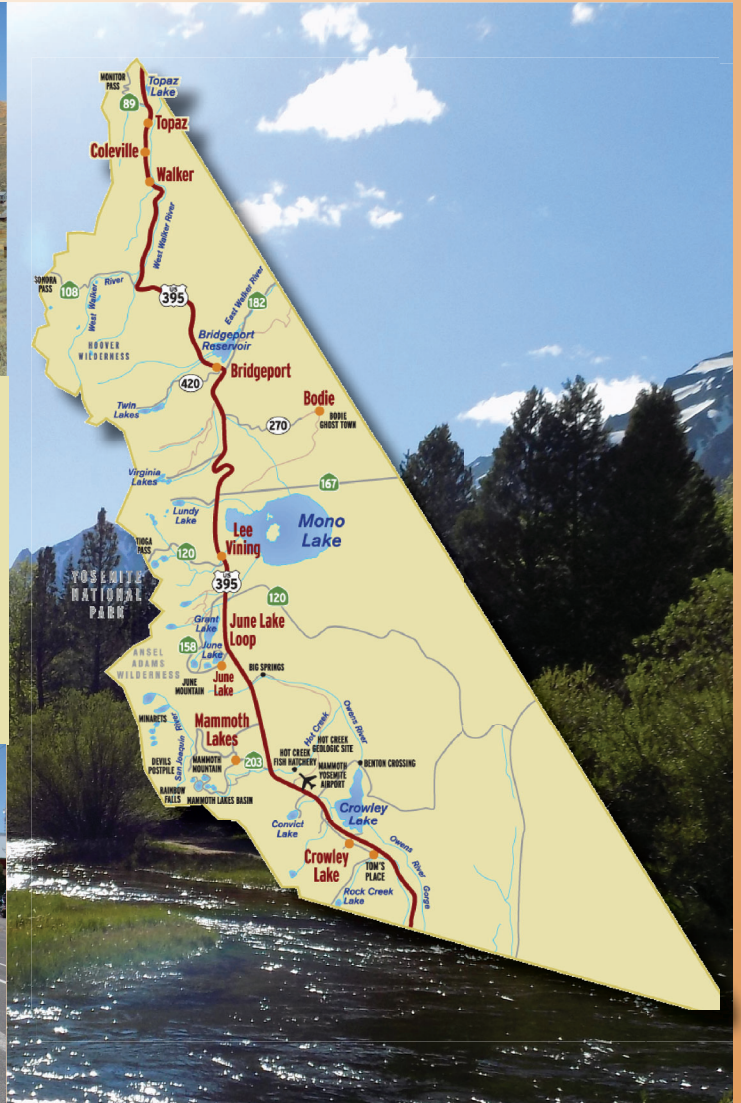 MONITOR
PASS
Topaz
Lake
89
Topaz
Coleville
Walker
West Walker River
SONORA
PASS
108
River
West Walker
US
395
East Walker River
182
HOOVER
WILDERNESS
Bridgeport
Reservoir
Bridgeport
420
Twin
Lakes
Bodie
BODIE
GHOST TOWN
270
Virginia
Lakes
167
Lundy
Lake
Mono
Lake
Lee
Vining
TIOGA
PASS
120
US
395
YOSEMITE
NATIONAL
PARK
120
Grant
Lake
June Lake
Loop
158
June
Lake
ANSEL
ADAMS
WILDERNESS
June
Lake
JUNE
MOUNTAIN
BIG SPRINGS
Mammoth
Lakes
MINARETS
San Joaquin River
Hot Creek
Owens River
HOT CREEK
GEOLOGIC SITE
DEVILS
POSTPILE
MAMMOTH
MOUNTAIN
203
HOT CREEK
FISH HATCHERY
MAMMOTH
YOSEMITE
AIRPORT
BENTON CROSSING
RAINBOW
FALLS
MAMMOTH LAKES BASIN
Crowley
Lake
Convict
Lake
Crowley
Lake
TOM'S
PLACE
Owens
River
Gorge
Rock Creek
Lake